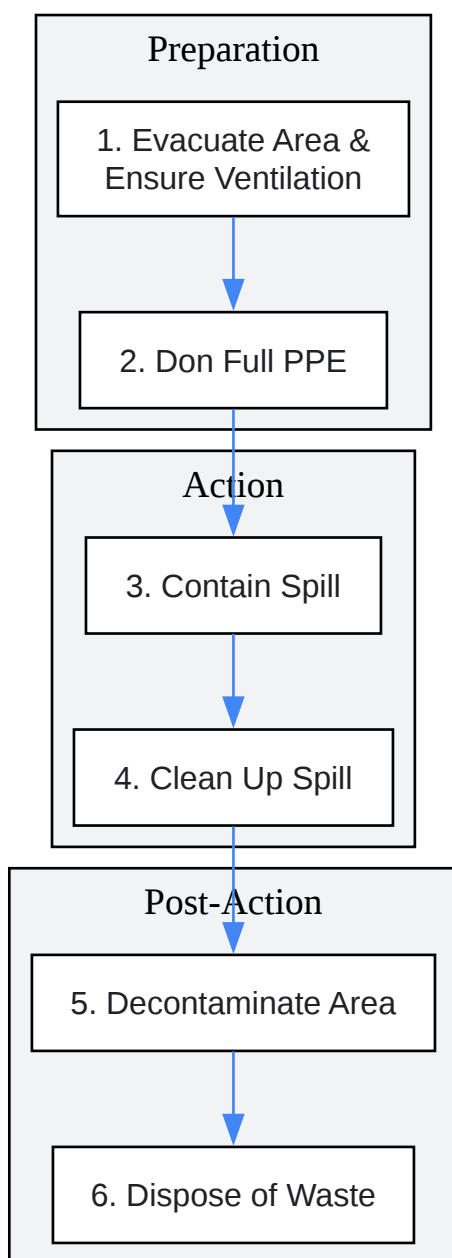 Preparation
1. Evacuate Area &
Ensure Ventilation
2. Don Full PPE
Action
3. Contain Spill
4. Clean Up Spill
Post-Action
5. Decontaminate Area
6. Dispose of Waste